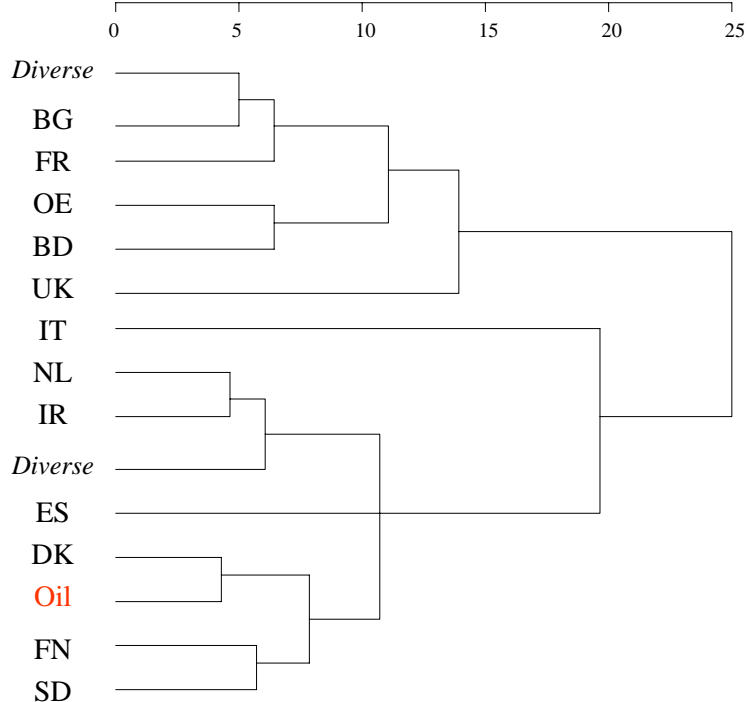 0 5 10 15 20 25
Diverse
BG
FR
OE
BD
UK
IT
NL
IR
Diverse
ES
DK
Oil
FN
SD